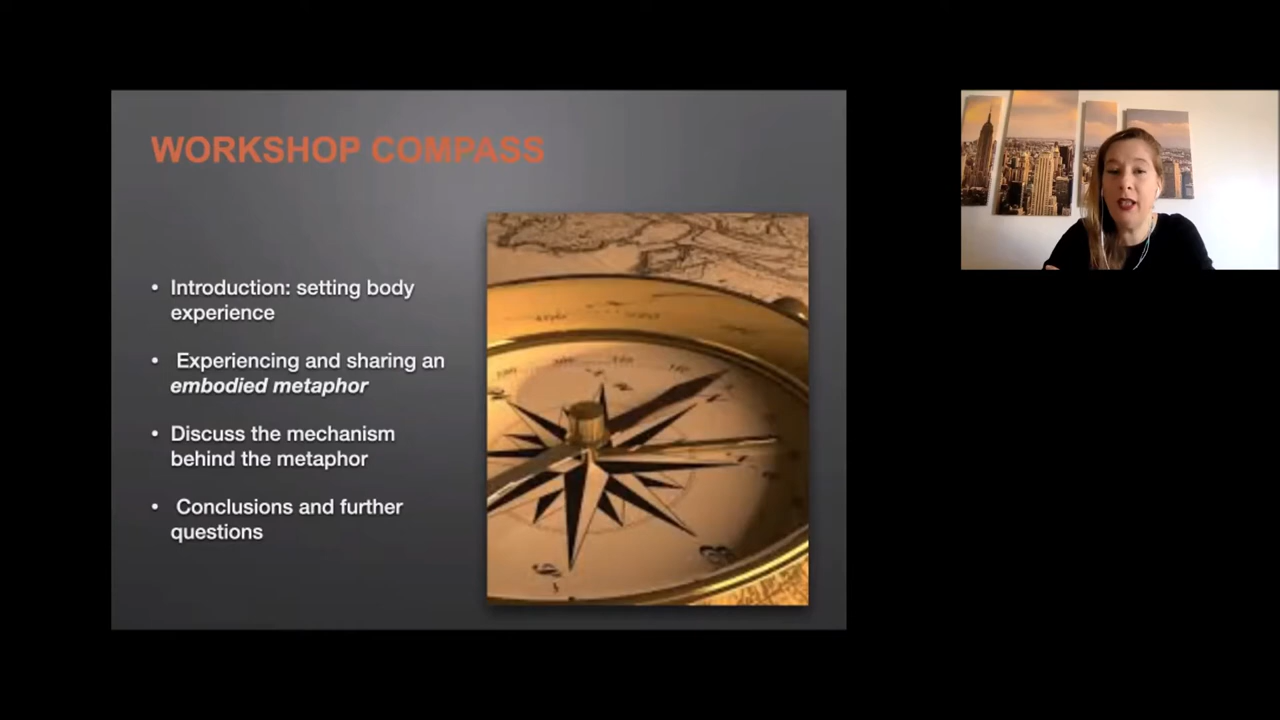 WORKSHOP COMPASS
• Introduction: setting body
experience
• Experiencing and sharing an
embodied metaphor
• Discuss the mechanism
behind the metaphor
• Conclusions and further
questions